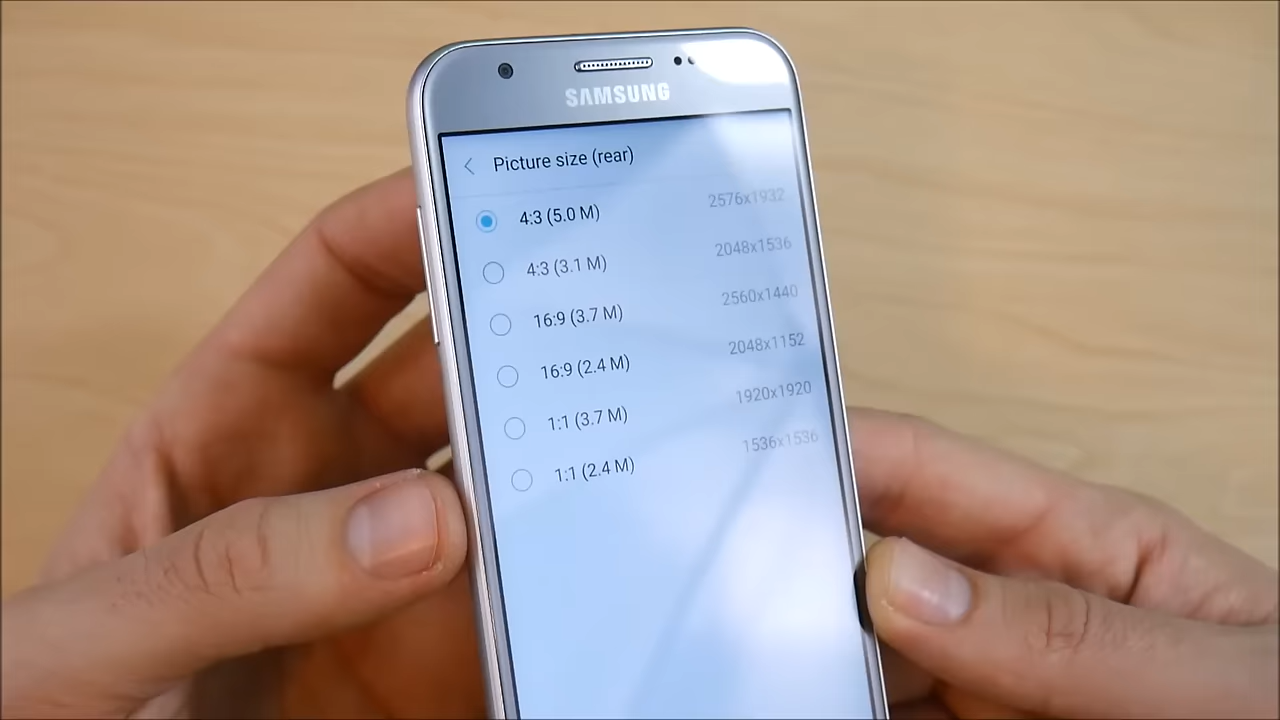 SAMSUNG
Picture size (rear)
4:3 (5.0 M) 2576x1932
4:3 (3.1 M) 2048x1536
16:9 (3.7 M) 2560x1440
16:9 (2.4 M) 2048x1152
1:1 (3.7 M) 1920x1920
1:1 (2.4 M) 1536x1536